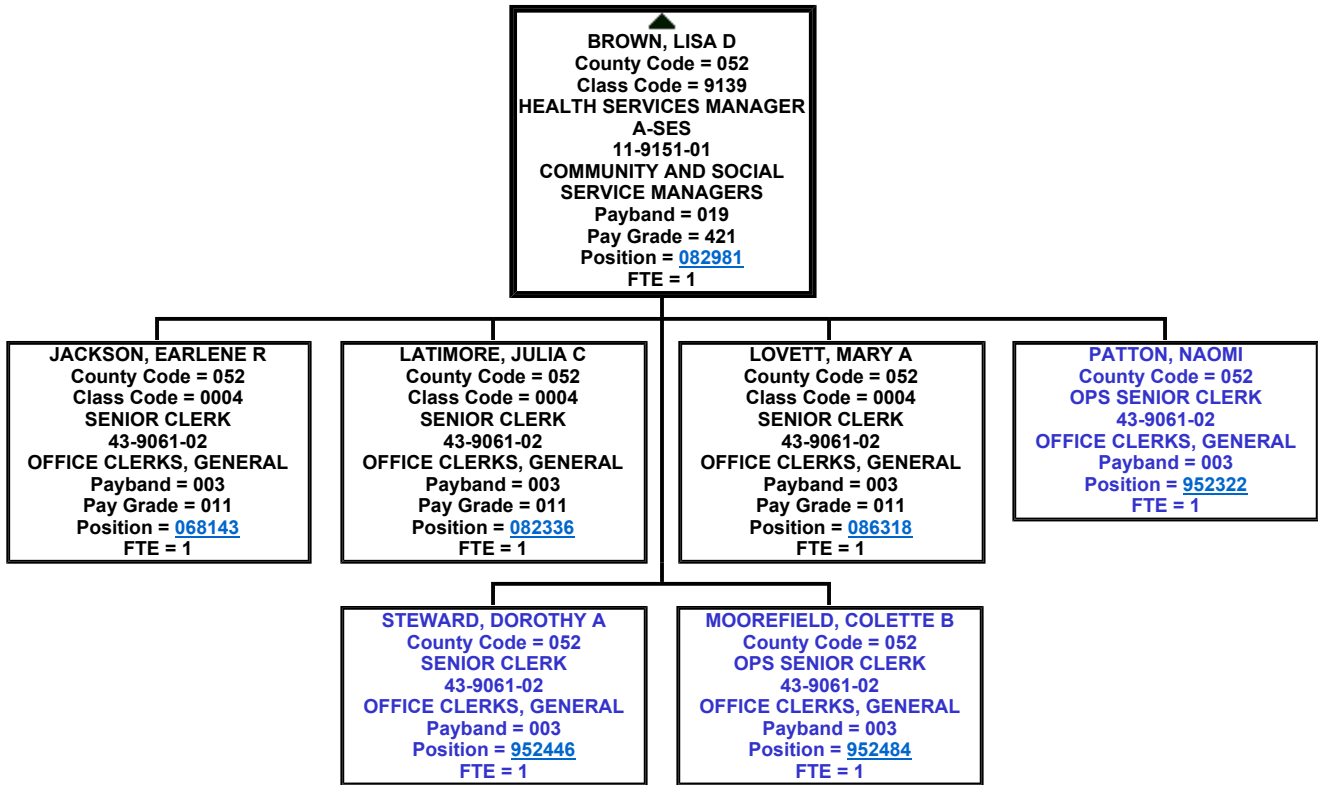 BROWN, LISA D
County Code = 052
Class Code = 9139
HEALTH SERVICES MANAGER
A-SES
11-9151-01
COMMUNITY AND SOCIAL
SERVICE MANAGERS
Payband = 019
Pay Grade = 421
Position = 082981
FTE = 1
JACKSON, EARLENE R
County Code = 052
Class Code = 0004
SENIOR CLERK
43-9061-02
OFFICE CLERKS, GENERAL
Payband = 003
Pay Grade = 011
Position = 068143
FTE = 1
LATIMORE, JULIA C
County Code = 052
Class Code = 0004
SENIOR CLERK
43-9061-02
OFFICE CLERKS, GENERAL
Payband = 003
Pay Grade = 011
Position = 082336
FTE = 1
LOVETT, MARY A
County Code = 052
Class Code = 0004
SENIOR CLERK
43-9061-02
OFFICE CLERKS, GENERAL
Payband = 003
Pay Grade = 011
Position = 086318
FTE = 1
PATTON, NAOMI
County Code = 052
OPS SENIOR CLERK
43-9061-02
OFFICE CLERKS, GENERAL
Payband = 003
Position = 952322
FTE = 1
STEWARD, DOROTHY A
County Code = 052
SENIOR CLERK
43-9061-02
OFFICE CLERKS, GENERAL
Payband = 003
Position = 952446
FTE = 1
MOOREFIELD, COLETTE B
County Code = 052
OPS SENIOR CLERK
43-9061-02
OFFICE CLERKS, GENERAL
Payband = 003
Position = 952484
FTE = 1